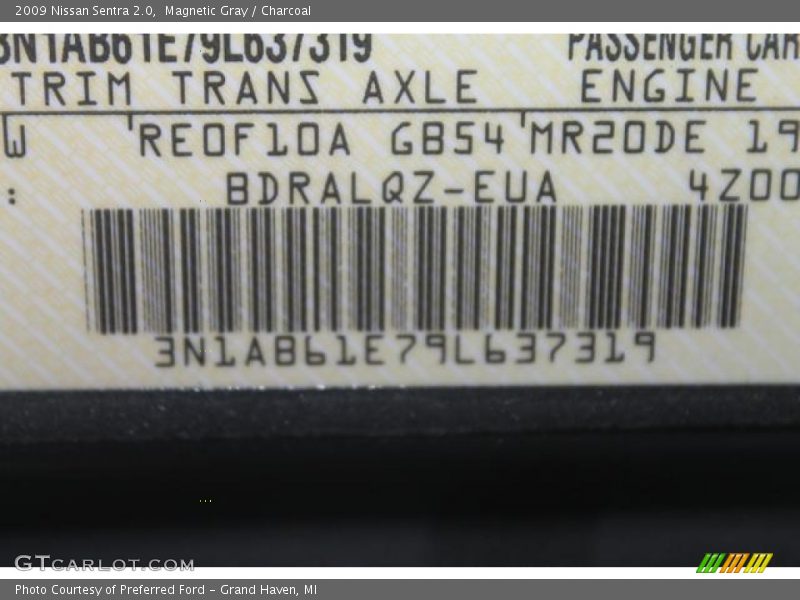 2009 Nissan Sentra 2.0, Magnetic Gray / Charcoal
3N1AB61E79L637319 PASSENGER CAR
TRIM TRANS AXLE ENGINE
W RE0F10A GB54 MR20DE 19
: BDRALQZ-EUA 4Z00
3N1AB61E79L637319
GTCARLOT.COM
Photo Courtesy of Preferred Ford - Grand Haven, MI